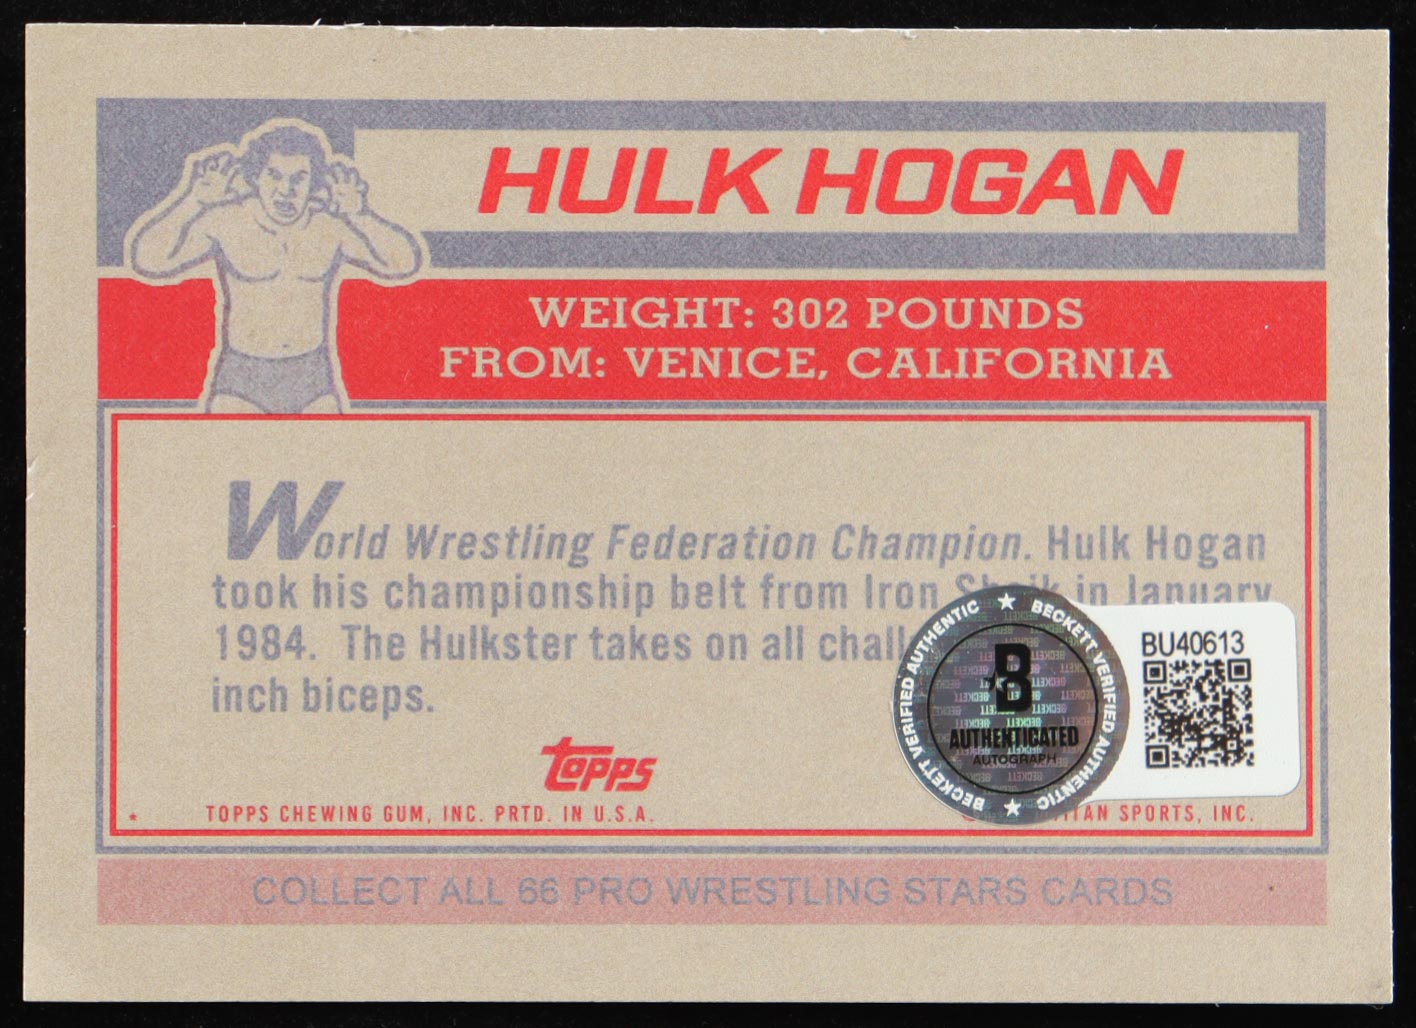 HULK HOGAN
WEIGHT: 302 POUNDS
FROM: VENICE, CALIFORNIA
World Wrestling Federation Champion. Hulk Hogan
took his championship belt from Iron Sheik in January
1984. The Hulkster takes on all
inch biceps.
BECKETT VERIFIED AUTHENTIC ★ BECKETT VERIFIED AUTHENTIC ★
B
AUTHENTICATED
AUTOGRAPH
BU40613
Topps
* TOPPS CHEWING GUM, INC. PRTD. IN U.S.A.
SPORTS, INC.
COLLECT ALL 66 PRO WRESTLING STARS CARDS